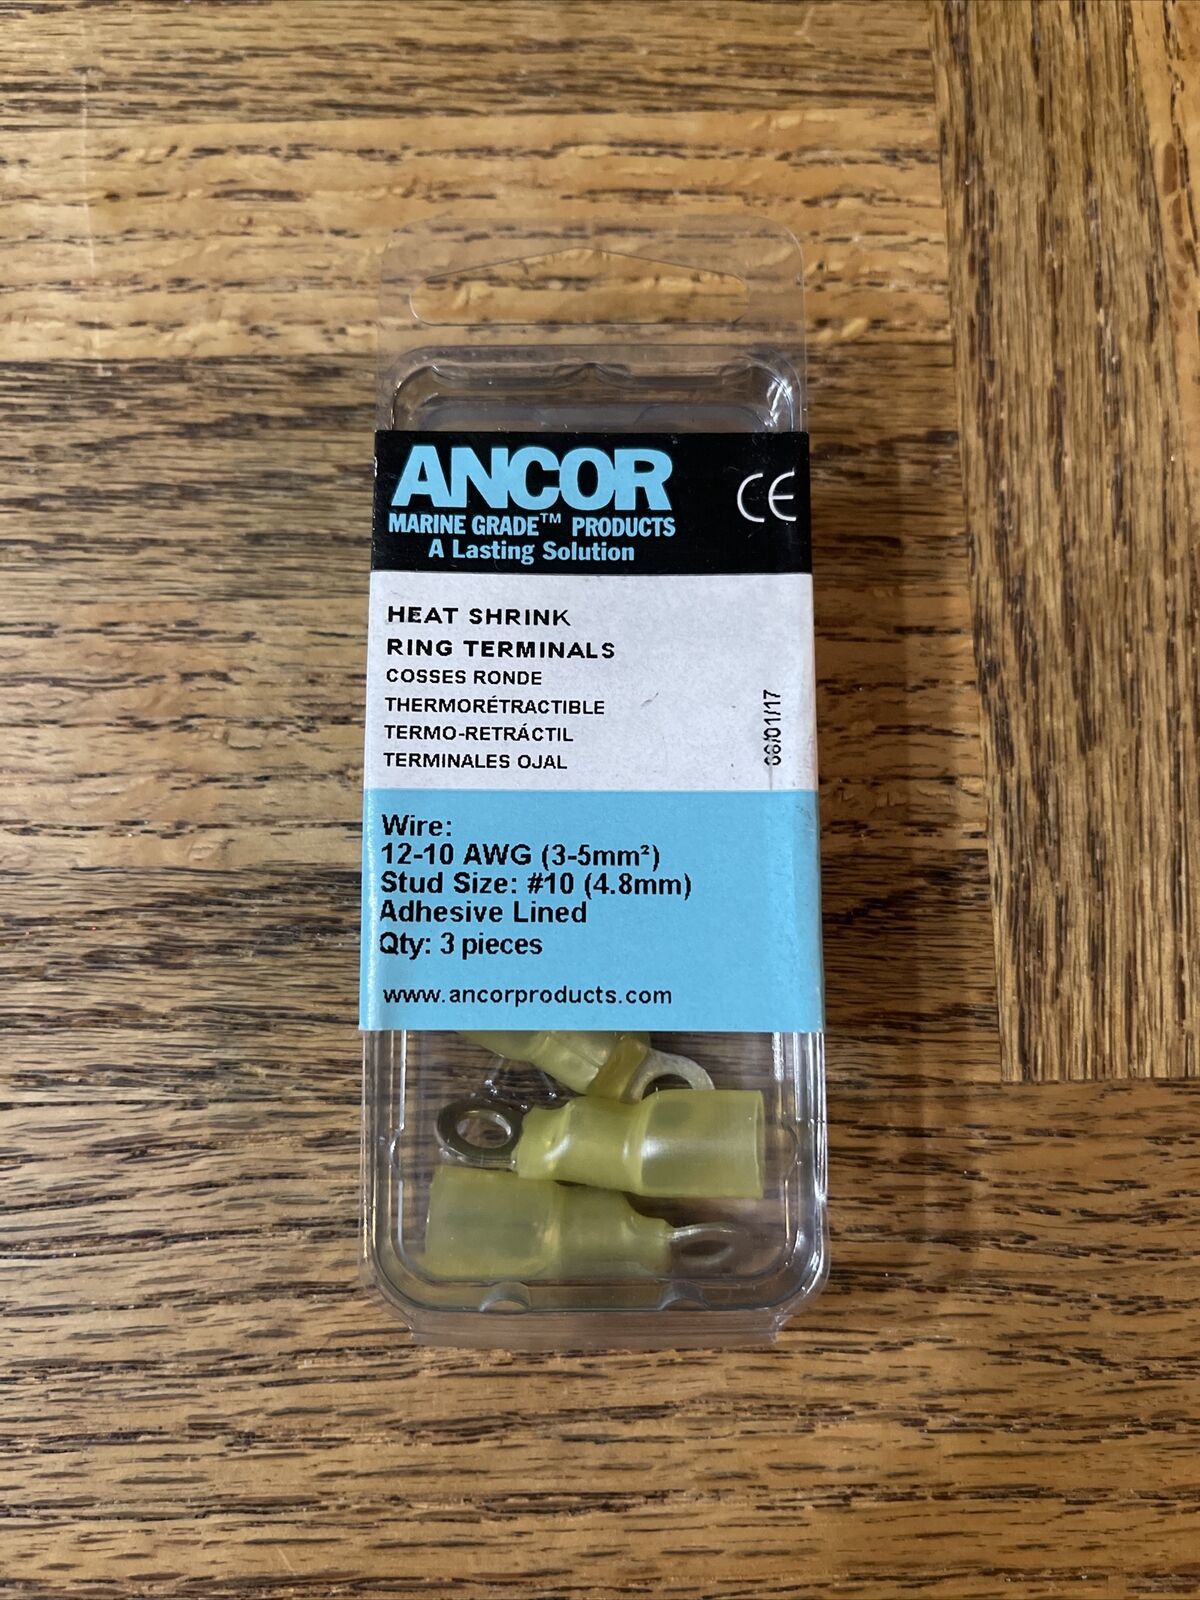 ANCOR
MARINE GRADE™ PRODUCTS
A Lasting Solution
CE
HEAT SHRINK
RING TERMINALS
COSSES RONDE
THERMORÉTRACTIBLE
TERMO-RETRÁCTIL
TERMINALES OJAL
Wire:
12-10 AWG (3-5mm²)
Stud Size: #10 (4.8mm)
Adhesive Lined
Qty: 3 pieces
www.ancorproducts.com